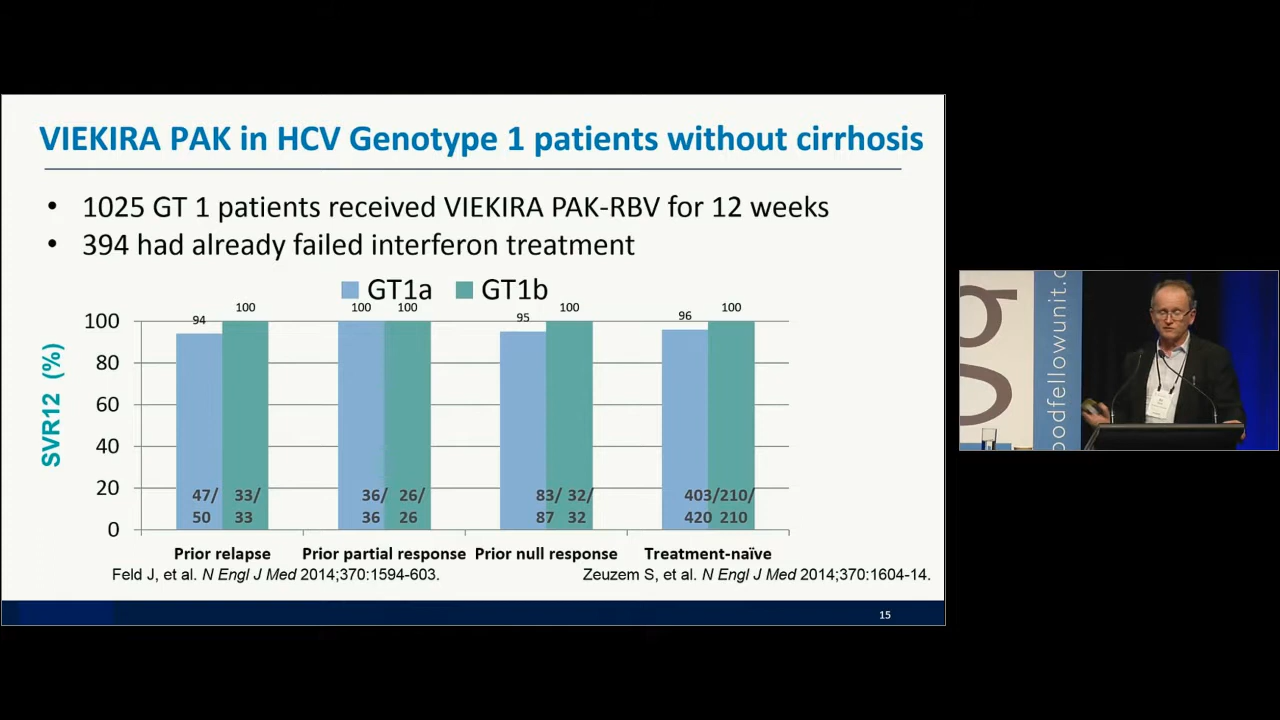 VIEKIRA PAK in HCV Genotype 1 patients without cirrhosis
• 1025 GT 1 patients received VIEKIRA PAK-RBV for 12 weeks
• 394 had already failed interferon treatment
GT1a GT1b
94 100 100 100 95 100 96 100
100
80
60
40
20
0
SVR12 (%)
47/ 33/ 36/ 26/ 83/ 32/ 403/ 210/
50 33 36 26 87 32 420 210
Prior relapse Prior partial response Prior null response Treatment-naïve
Feld J, et al. N Engl J Med 2014;370:1594-603. Zeuzem S, et al. N Engl J Med 2014;370:1604-14.
15
g
odfellowunit.c